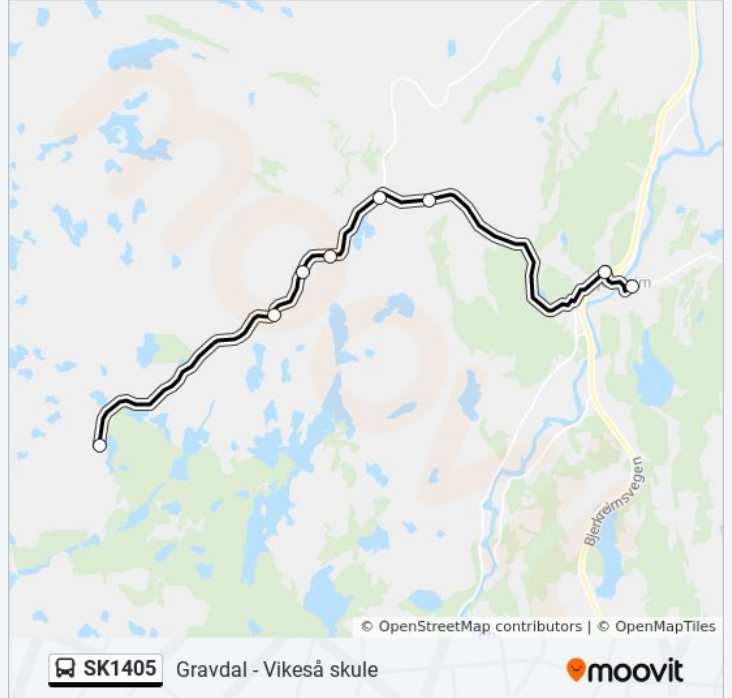 Bjerkreimsvegen
© OpenStreetMap contributors | © OpenMapTiles
SK1405 Gravdal - Vikeså skule
moovit